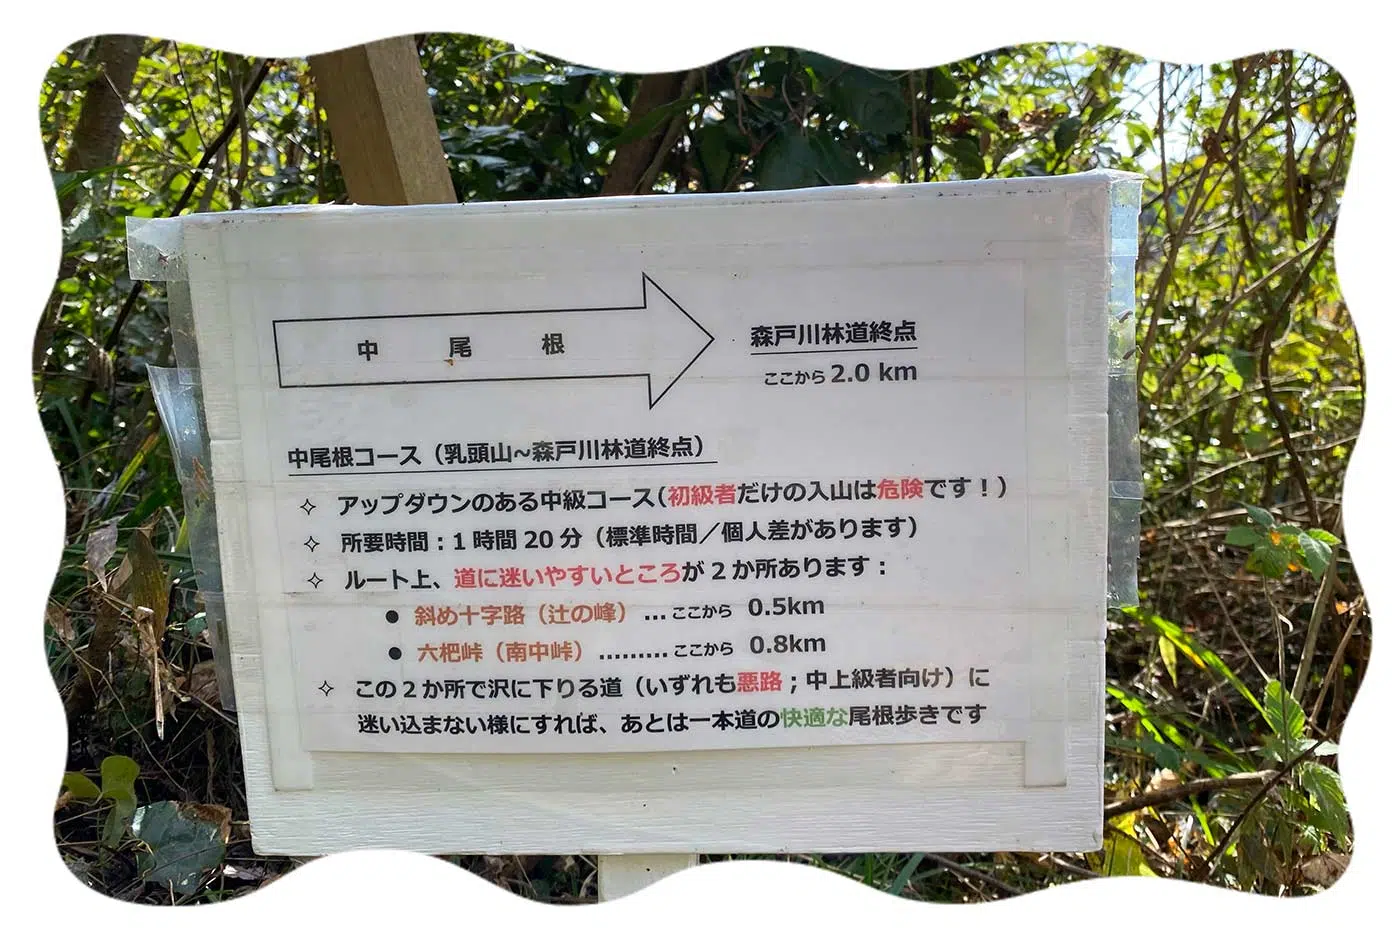 中 尾 根
森戸川林道終点
ここから 2.0 km
中尾根コース（乳頭山~森戸川林道終点）
✧ アップダウンのある中級コース（初級者だけの入山は危険です！）
✧ 所要時間：1 時間 20 分（標準時間／個人差があります）
✧ ルート上、道に迷いやすいところが 2 か所あります：
● 斜め十字路（辻の峰） … ここから 0.5km
● 六杷峠（南中峠） ……… ここから 0.8km
✧ この 2 か所で沢に下りる道（いずれも悪路；中上級者向け）に
迷い込まない様にすれば、あとは一本道の快適な尾根歩きです